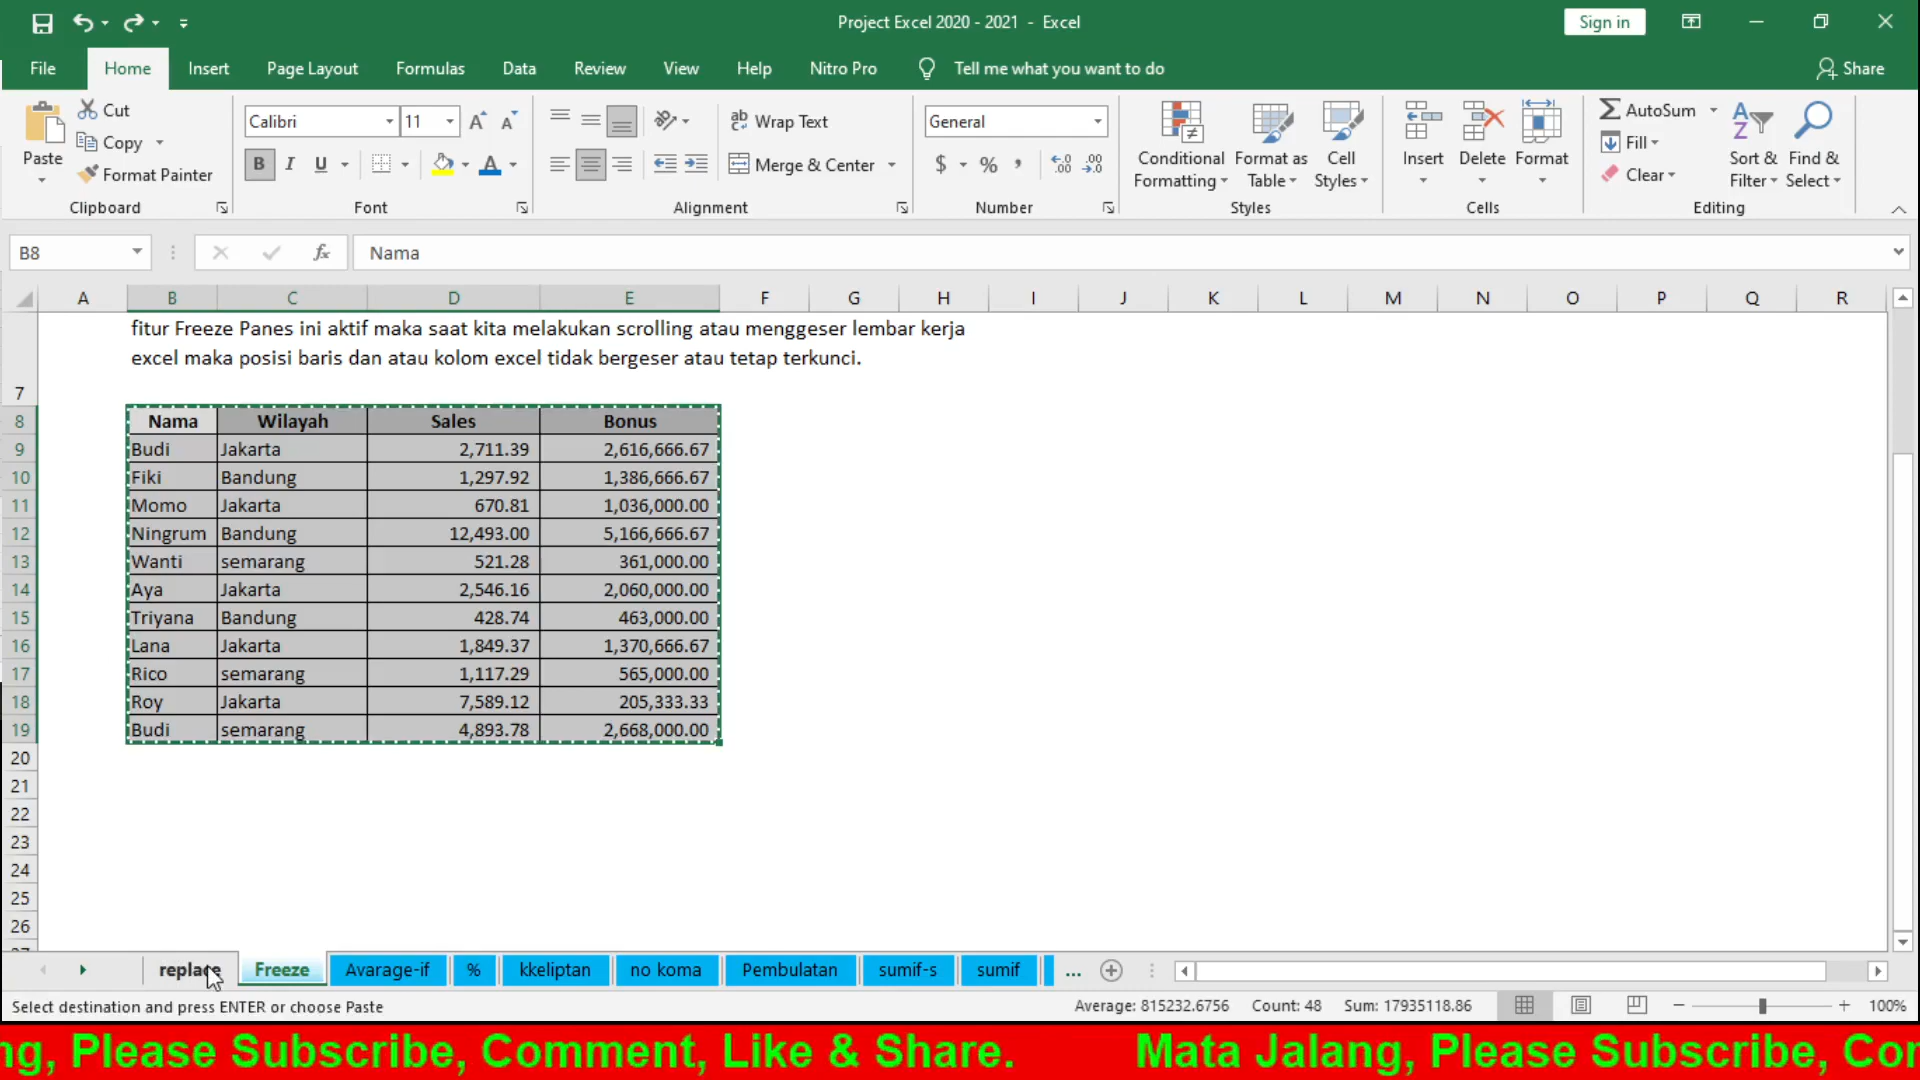 Project Excel 2020 - 2021 - Excel
Sign in
File Home Insert Page Layout Formulas Data Review View Help Nitro Pro Tell me what you want to do Share
Paste
Cut
Copy
Format Painter
Clipboard
Calibri 11
B I U
Font
Wrap Text
Merge & Center
Alignment
General
$ % ,
Number
Conditional Formatting
Format as Table
Cell Styles
Styles
Insert
Delete
Format
Cells
AutoSum
Fill
Clear
Sort & Filter
Find & Select
Editing
B8 fx Nama
A B C D E F G H I J K L M N O P Q R
fitur Freeze Panes ini aktif maka saat kita melakukan scrolling atau menggeser lembar kerja
excel maka posisi baris dan atau kolom excel tidak bergeser atau tetap terkunci.
7
8 Nama Wilayah Sales Bonus
9 Budi Jakarta 2,711.39 2,616,666.67
10 Fiki Bandung 1,297.92 1,386,666.67
11 Momo Jakarta 670.81 1,036,000.00
12 Ningrum Bandung 12,493.00 5,166,666.67
13 Wanti semarang 521.28 361,000.00
14 Aya Jakarta 2,546.16 2,060,000.00
15 Triyana Bandung 428.74 463,000.00
16 Lana Jakarta 1,849.37 1,370,666.67
17 Rico semarang 1,117.29 565,000.00
18 Roy Jakarta 7,589.12 205,333.33
19 Budi semarang 4,893.78 2,668,000.00
20
21
22
23
24
25
26
replace Freeze Avarage-if % kkeliptan no koma Pembulatan sumif-s sumif ...
Select destination and press ENTER or choose Paste Average: 815232.6756 Count: 48 Sum: 17935118.86 100%
ng, Please Subscribe, Comment, Like & Share. Mata Jalang, Please Subscribe, Con